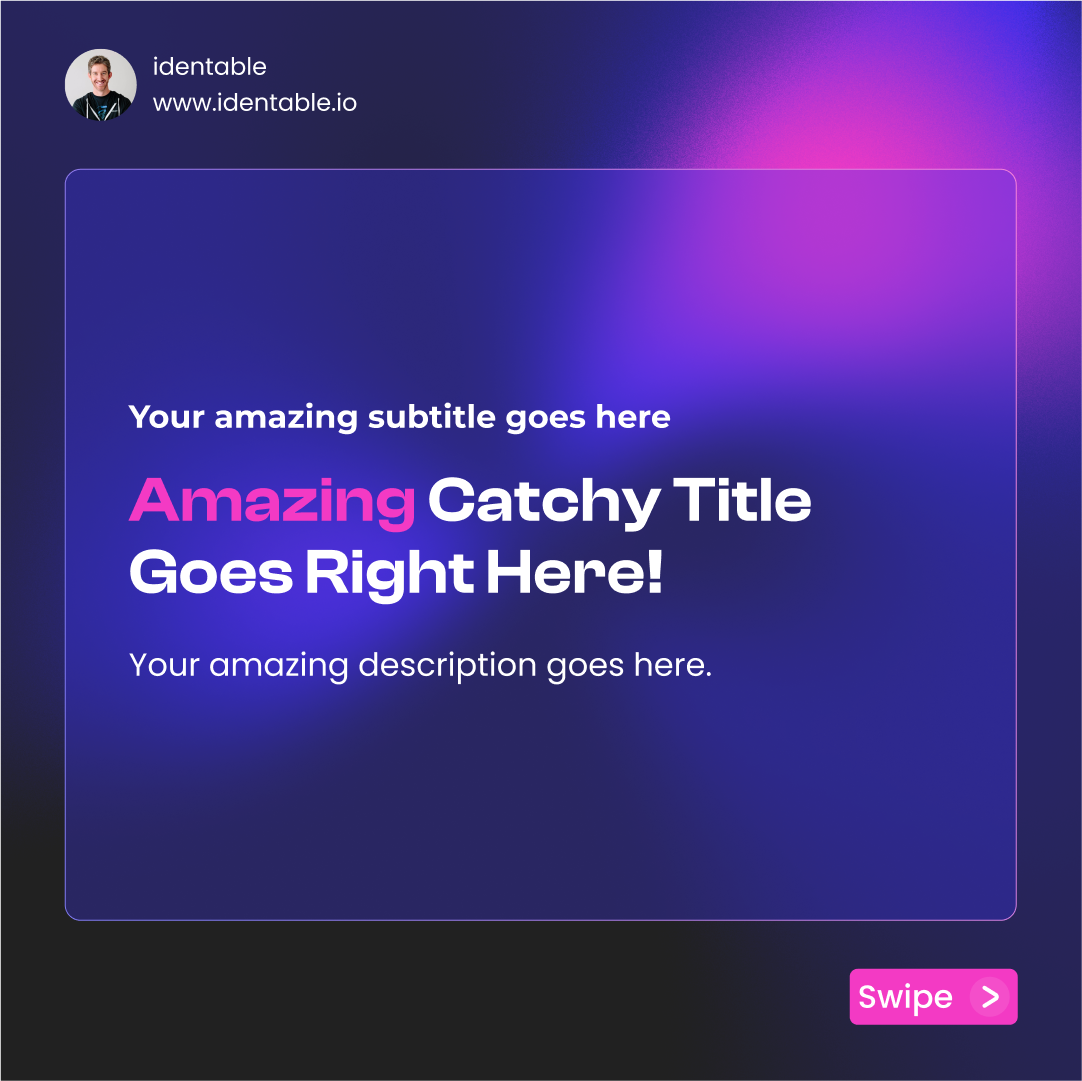 identable
www.identable.io
Your amazing subtitle goes here
Amazing Catchy Title
Goes Right Here!
Your amazing description goes here.
Swipe